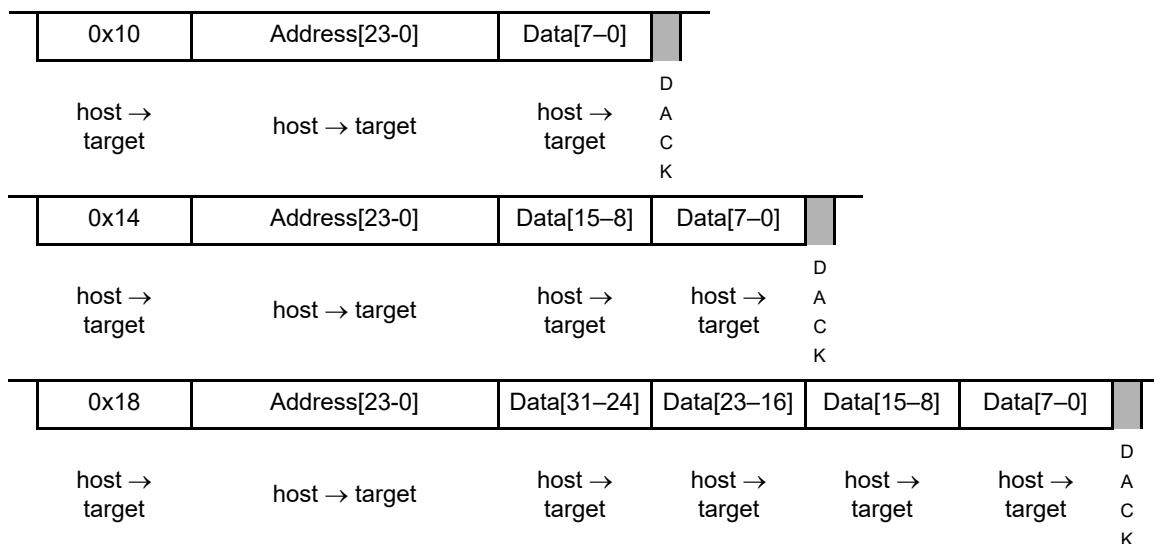 0x10 Address[23-0] Data[7–0]
D
host → host → target host → A
target target C
K
0x14 Address[23-0] Data[15–8] Data[7–0]
D
host → host → target host → host → A
target target target C
K
0x18 Address[23-0] Data[31–24] Data[23–16] Data[15–8] Data[7–0]
D
host → host → target host → host → host → host → A
target target target target target C
K